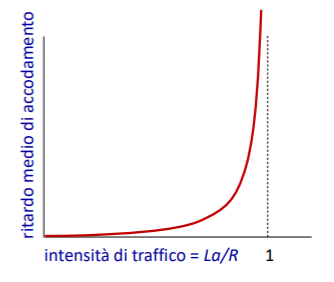 ritardo medio di accodamento
intensità di traffico = La/R 1